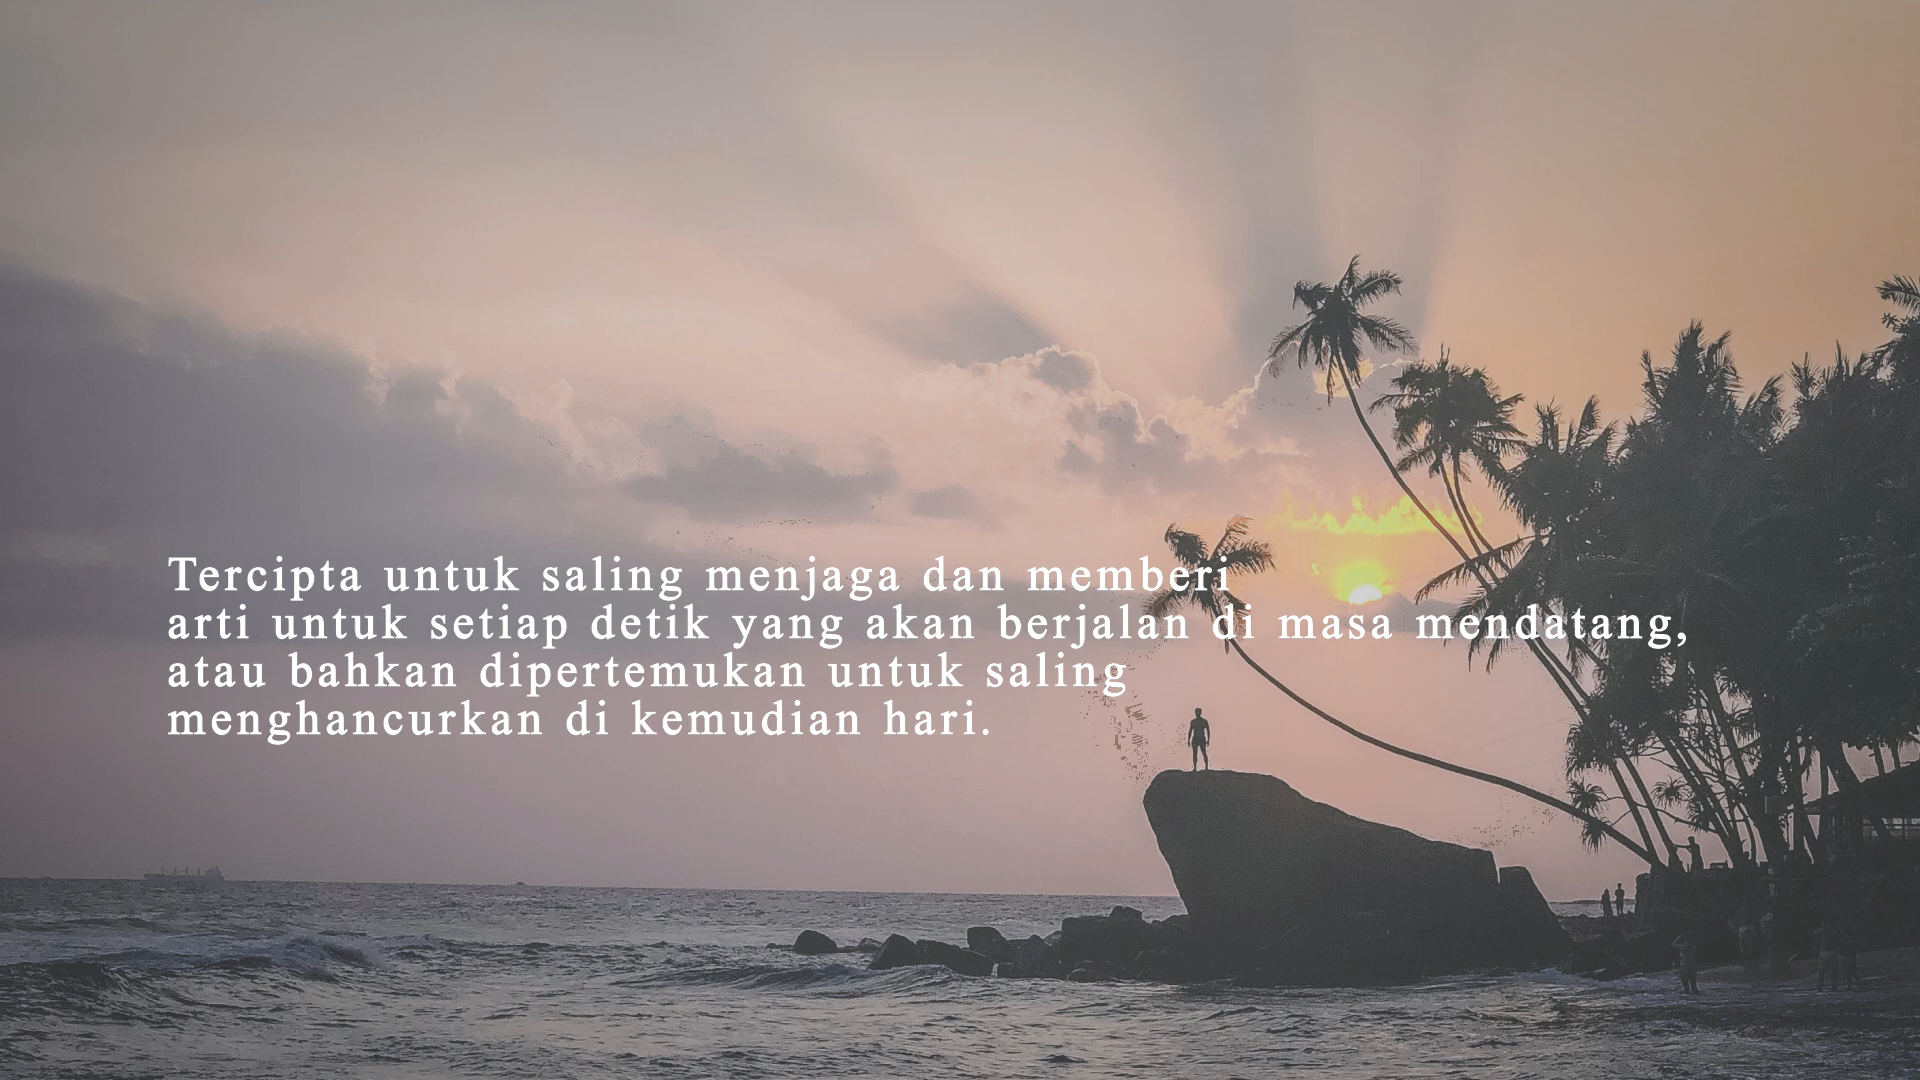 Tercipta untuk saling menjaga dan memberi
arti untuk setiap detik yang akan berjalan di masa mendatang,
atau bahkan dipertemukan untuk saling
menghancurkan di kemudian hari.